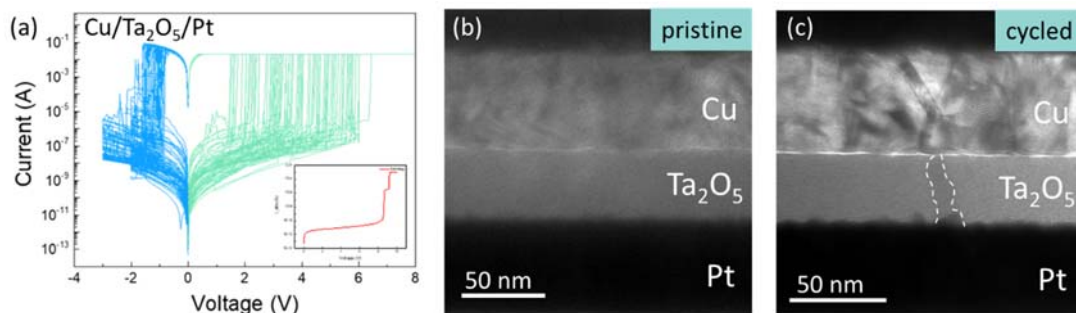 (a)
Cu/Ta₂O₅/Pt
Current (A)
10⁻¹
10⁻³
10⁻⁵
10⁻⁷
10⁻⁹
10⁻¹¹
10⁻¹³
-4 -2 0 2 4 6 8
Voltage (V)
(b)
pristine
Cu
Ta₂O₅
Pt
50 nm
(c)
cycled
Cu
Ta₂O₅
Pt
50 nm